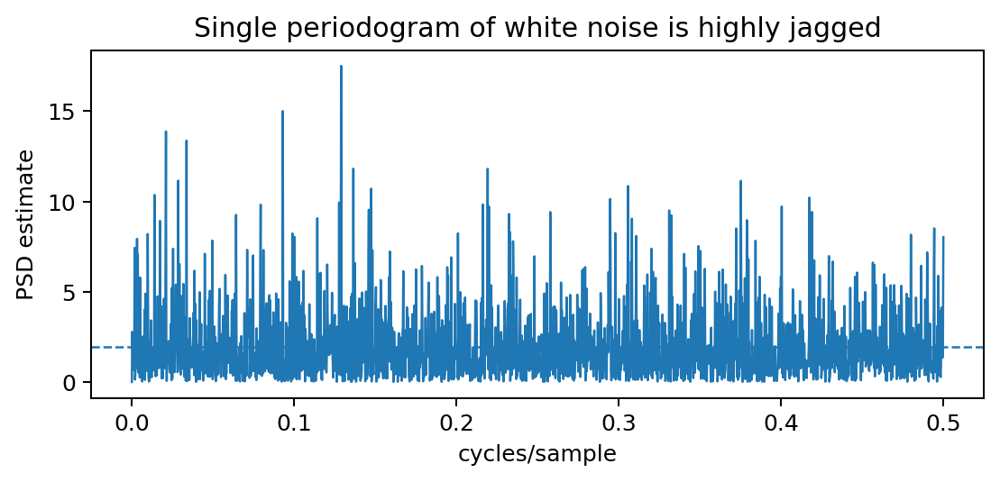 Single periodogram of white noise is highly jagged
PSD estimate
15
10
5
0
0.0 0.1 0.2 0.3 0.4 0.5
cycles/sample